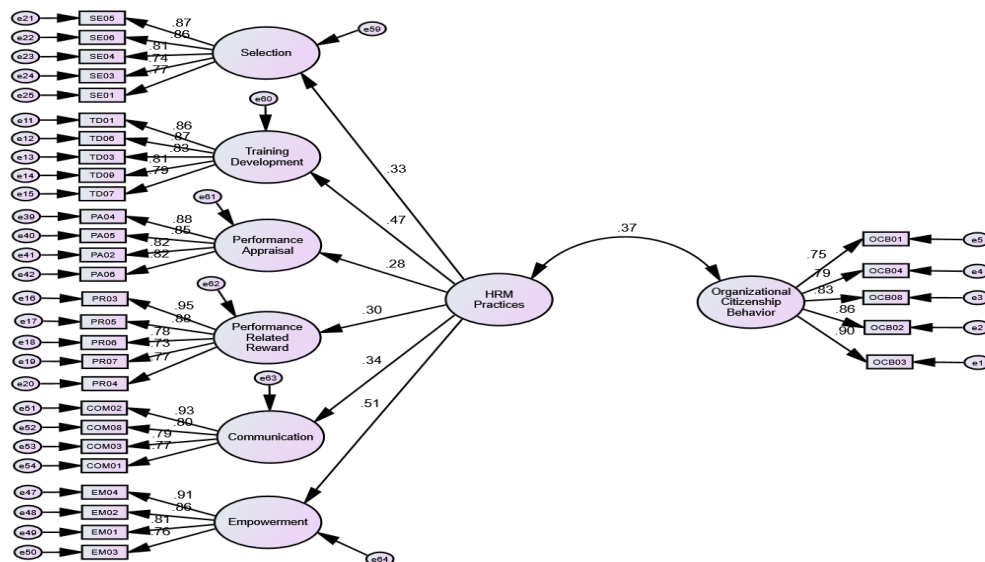 e21
SE05
.87
e22
SE06
.86
e23
SE04
.81
e24
SE03
.74
e25
SE01
.77
Selection
e59
e60
e11
TD01
.86
e12
TD06
.87
e13
TD03
.83
e14
TD09
.81
e15
TD07
.79
Training
Development
e61
e39
PA04
.88
e40
PA05
.85
e41
PA02
.82
e42
PA06
.82
Performance
Appraisal
e62
e16
PR03
.95
e17
PR05
.88
e18
PR06
.78
e19
PR07
.73
e20
PR04
.77
Performance
Related
Reward
e63
e51
COM02
.93
e52
COM08
.80
e53
COM03
.79
e54
COM01
.77
Communication
e47
EM04
.91
e48
EM02
.86
e49
EM01
.81
e50
EM03
.76
Empowerment
e64
.33
.47
.28
.30
.34
.51
HRM
Practices
.37
Organizational
Citizenship
Behavior
.75
OCB01
e5
.79
OCB04
e4
.83
OCB08
e3
.86
OCB02
e2
.90
OCB03
e1